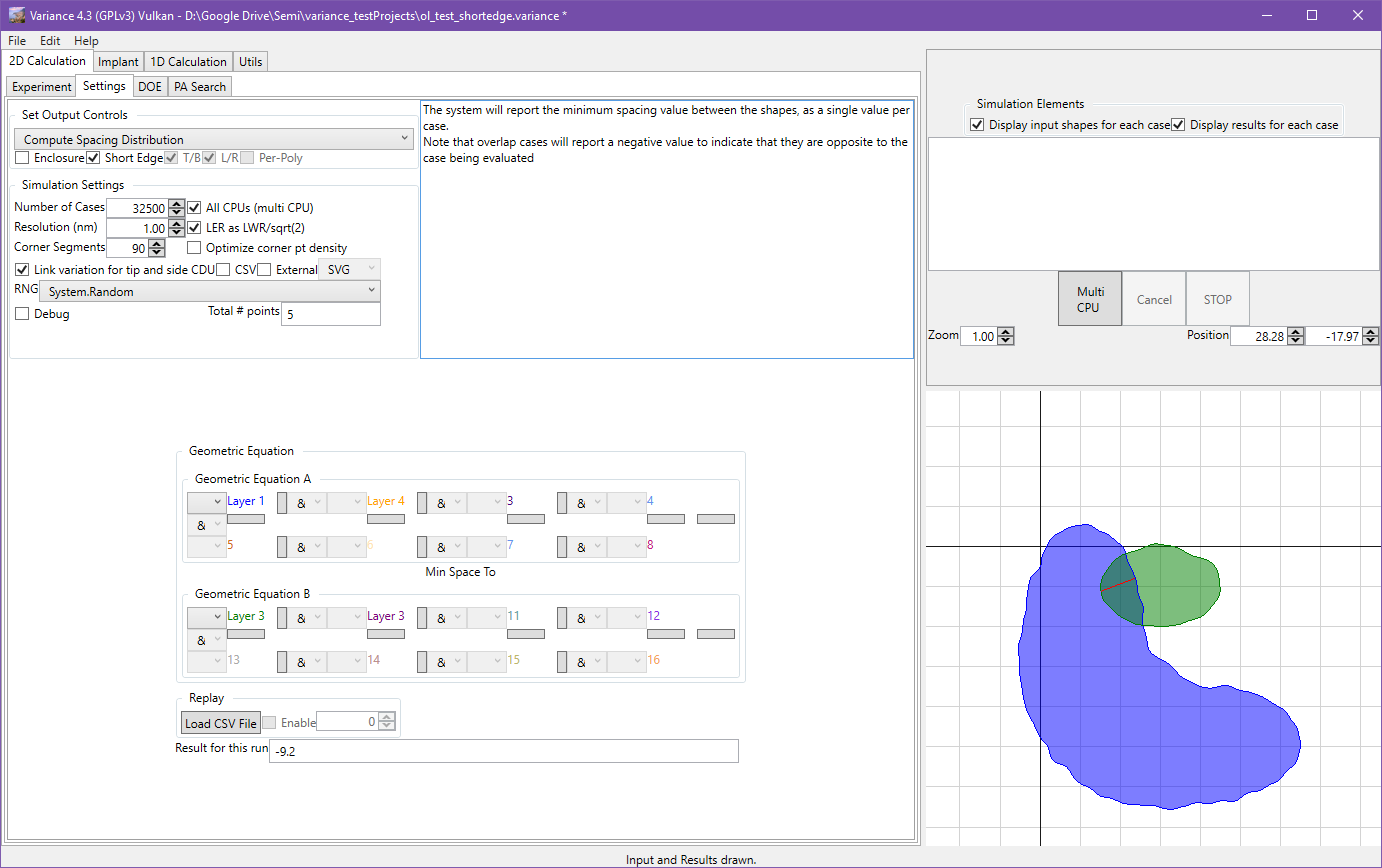 Variance 4.3 (GPLv3) Vulkan - D:\Google Drive\Semi\variance_testProjects\ol_test_shortedge.variance *
File Edit Help
2D Calculation Implant 1D Calculation Utils
Experiment Settings DOE PA Search
Set Output Controls
Compute Spacing Distribution
Enclosure Short Edge T/B L/R Per-Poly
Simulation Settings
Number of Cases 32500 All CPUs (multi CPU)
Resolution (nm) 1.00 LER as LWR/sqrt(2)
Corner Segments 90 Optimize corner pt density
Link variation for tip and side CDU CSV External SVG
RNG System.Random
Debug Total # points 5
The system will report the minimum spacing value between the shapes, as a single value per
case.
Note that overlap cases will report a negative value to indicate that they are opposite to the
case being evaluated
Geometric Equation
Geometric Equation A
Layer 1 & Layer 4 & 3 & 4
&
5 & 6 & 7 & 8
Min Space To
Geometric Equation B
Layer 3 & Layer 3 & 11 & 12
&
13 & 14 & 15 & 16
Replay
Load CSV File Enable 0
Result for this run -9.2
Simulation Elements
Display input shapes for each case Display results for each case
Multi
CPU
Cancel STOP
Zoom 1.00 Position 28.28 -17.97
Input and Results drawn.